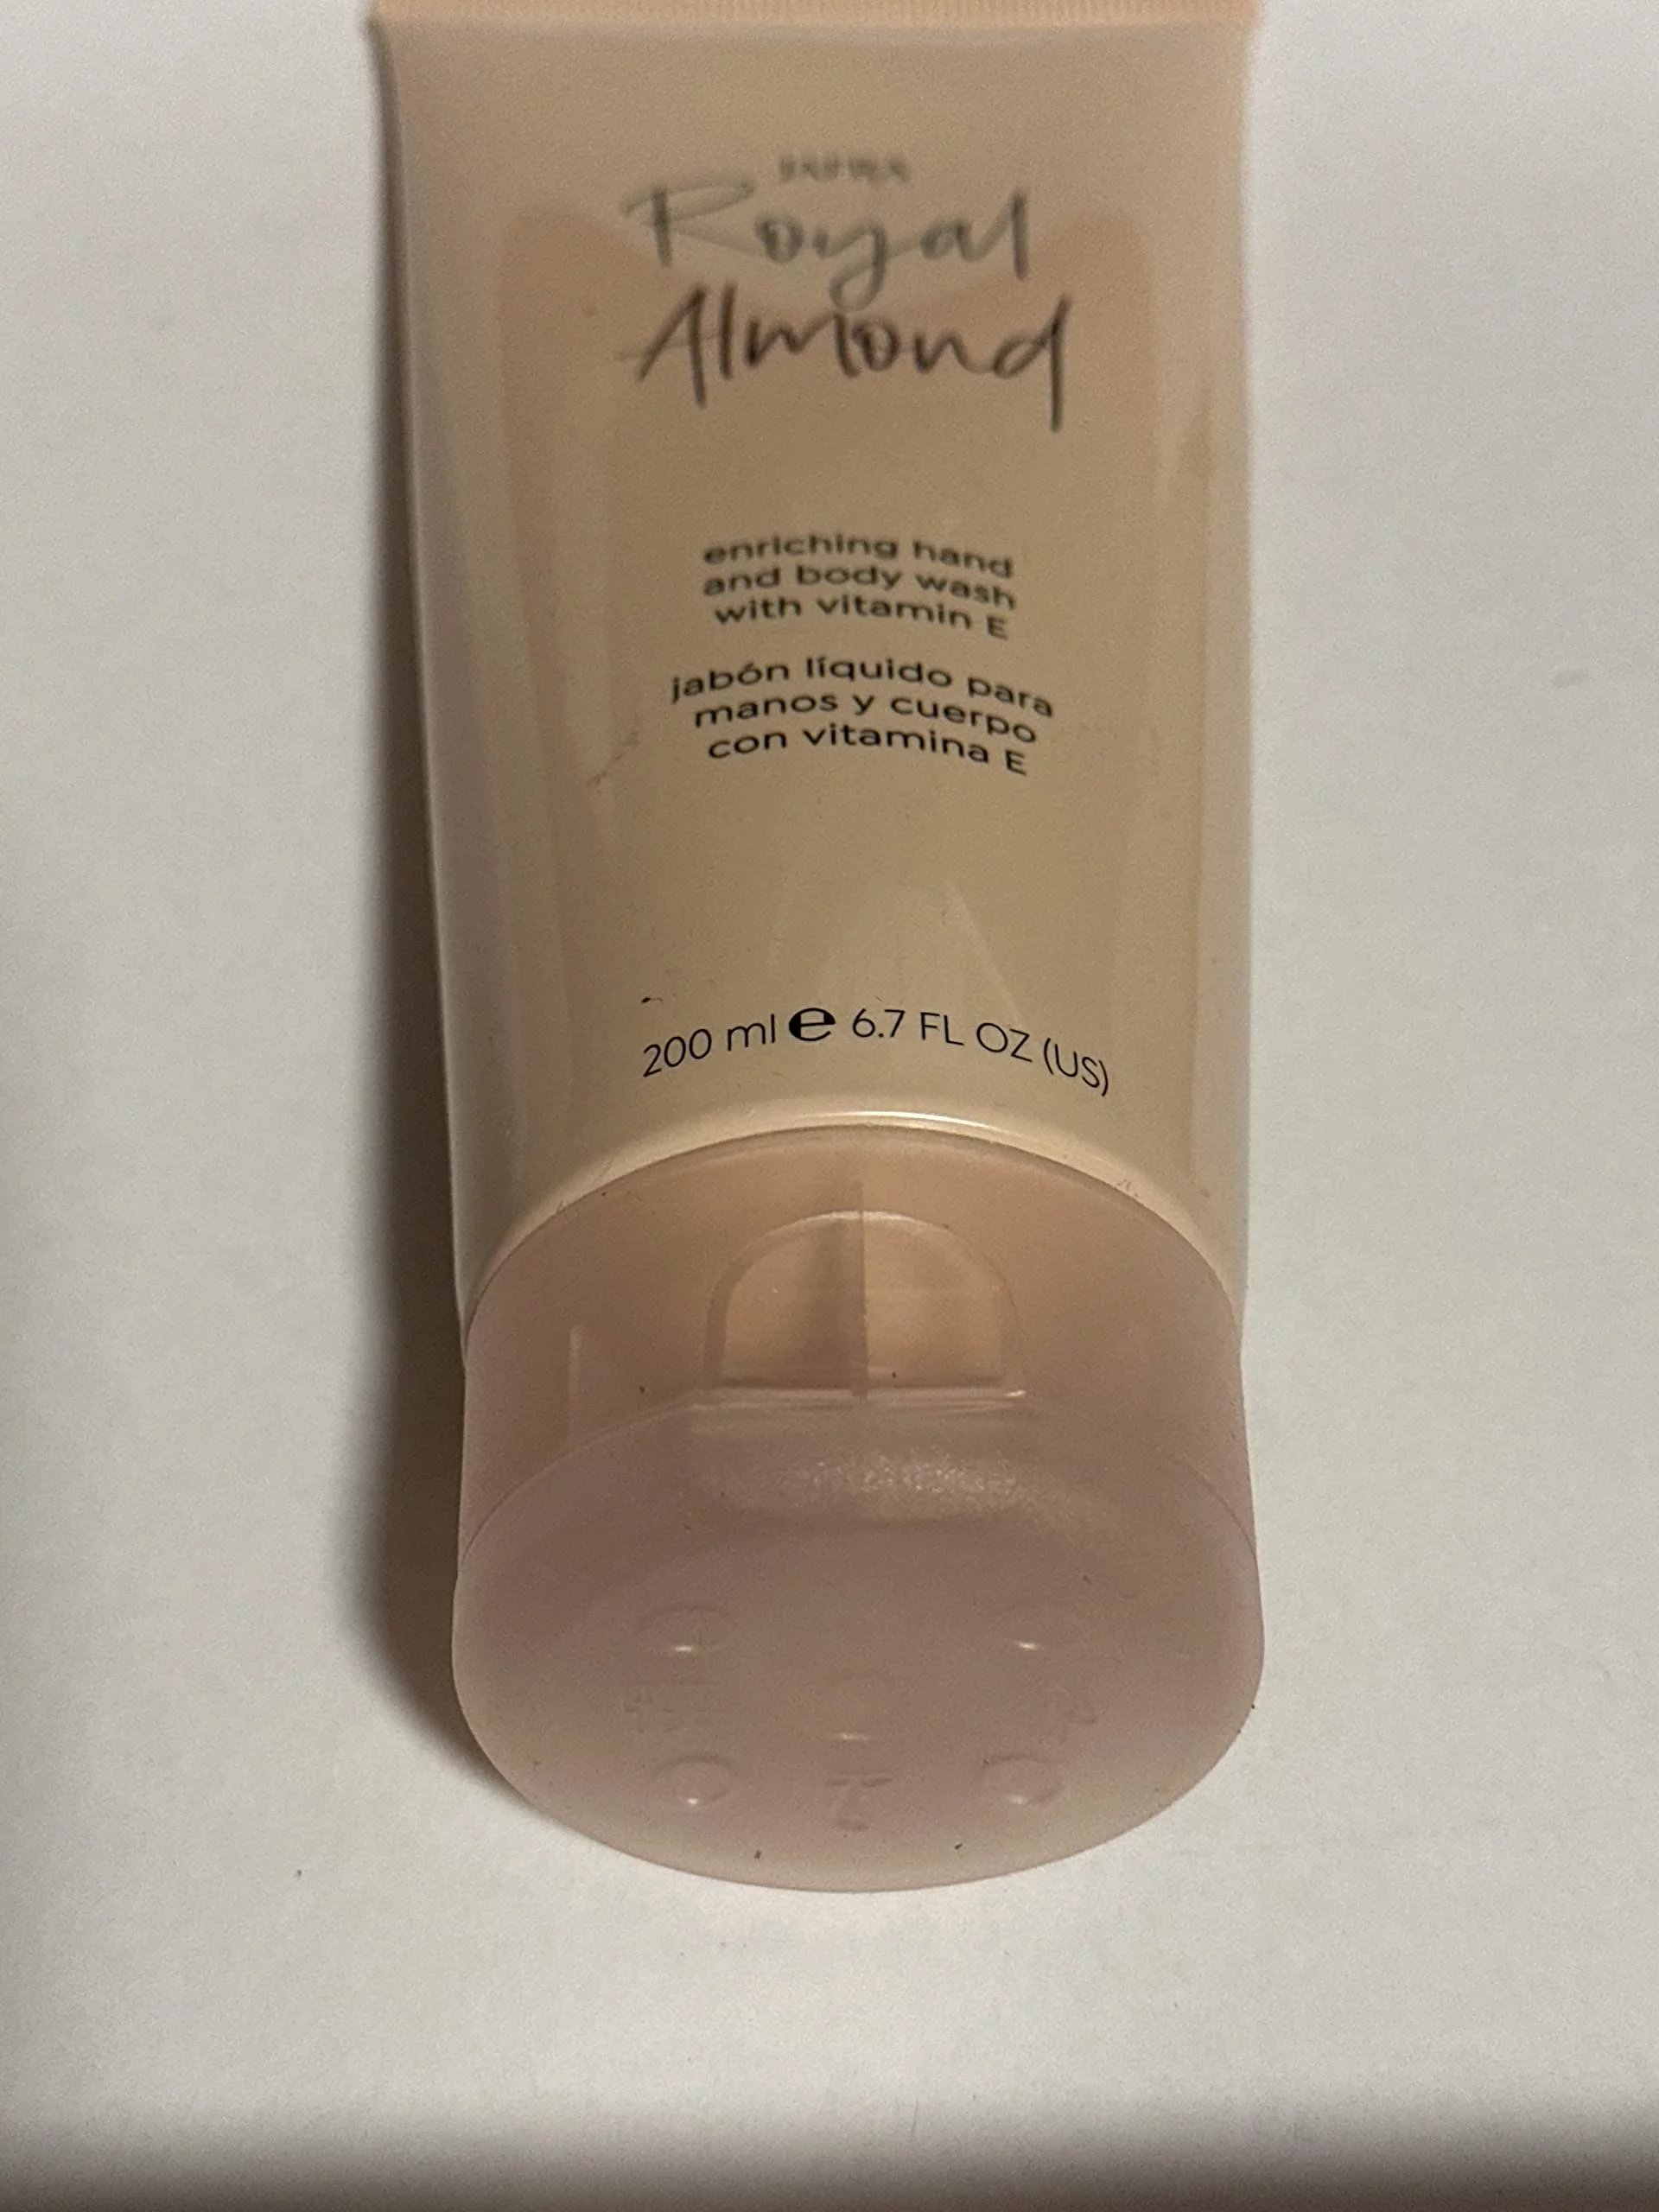 JAFRA
Royal
Almond
enriching hand
and body wash
with vitamin E
jabón líquido para
manos y cuerpo
con vitamina E
200 ml e 6.7 FL OZ (US)